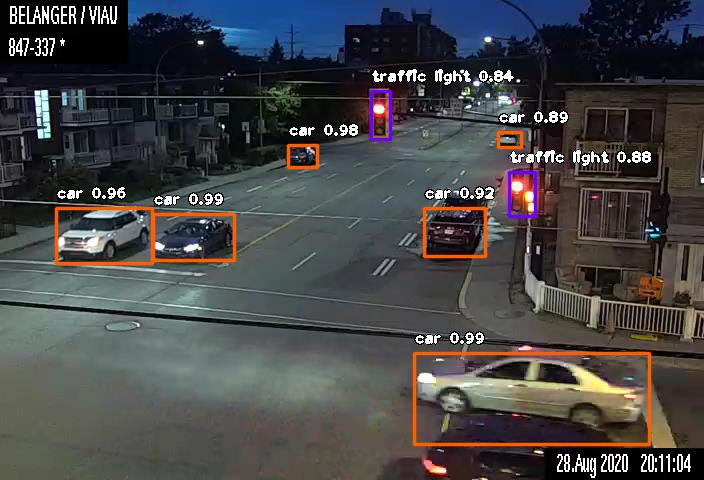 BELANGER / VIAU
847-337 *
traffic light 0.84
car 0.89
car 0.98
traffic light 0.88
car 0.96
car 0.99
car 0.92
car 0.99
28.Aug 2020 20:11:04